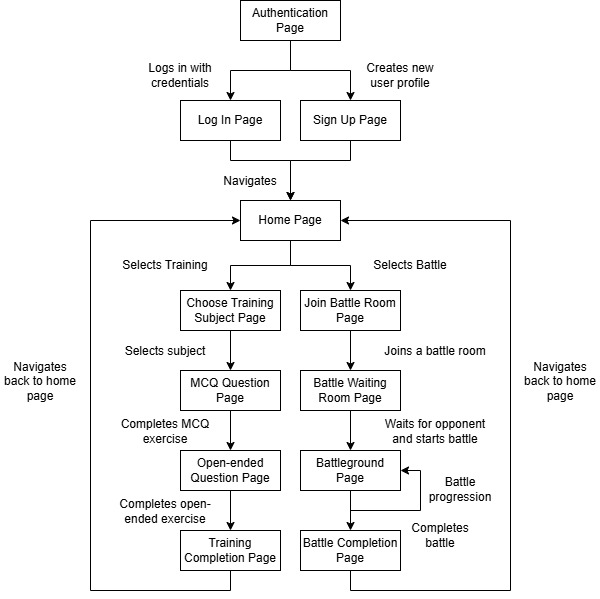 Authentication
Page
Logs in with
credentials
Creates new
user profile
Log In Page
Sign Up Page
Navigates
Home Page
Selects Training
Selects Battle
Choose Training
Subject Page
Join Battle Room
Page
Selects subject
Joins a battle room
Navigates
back to home
page
MCQ Question
Page
Battle Waiting
Room Page
Navigates
back to home
page
Completes MCQ
exercise
Waits for opponent
and starts battle
Open-ended
Question Page
Battleground
Page
Battle
progression
Completes open-
ended exercise
Completes
battle
Training
Completion Page
Battle Completion
Page